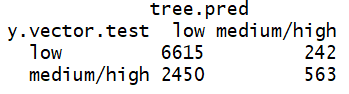 tree.pred
y.vector.test low medium/high
low 6615 242
medium/high 2450 563